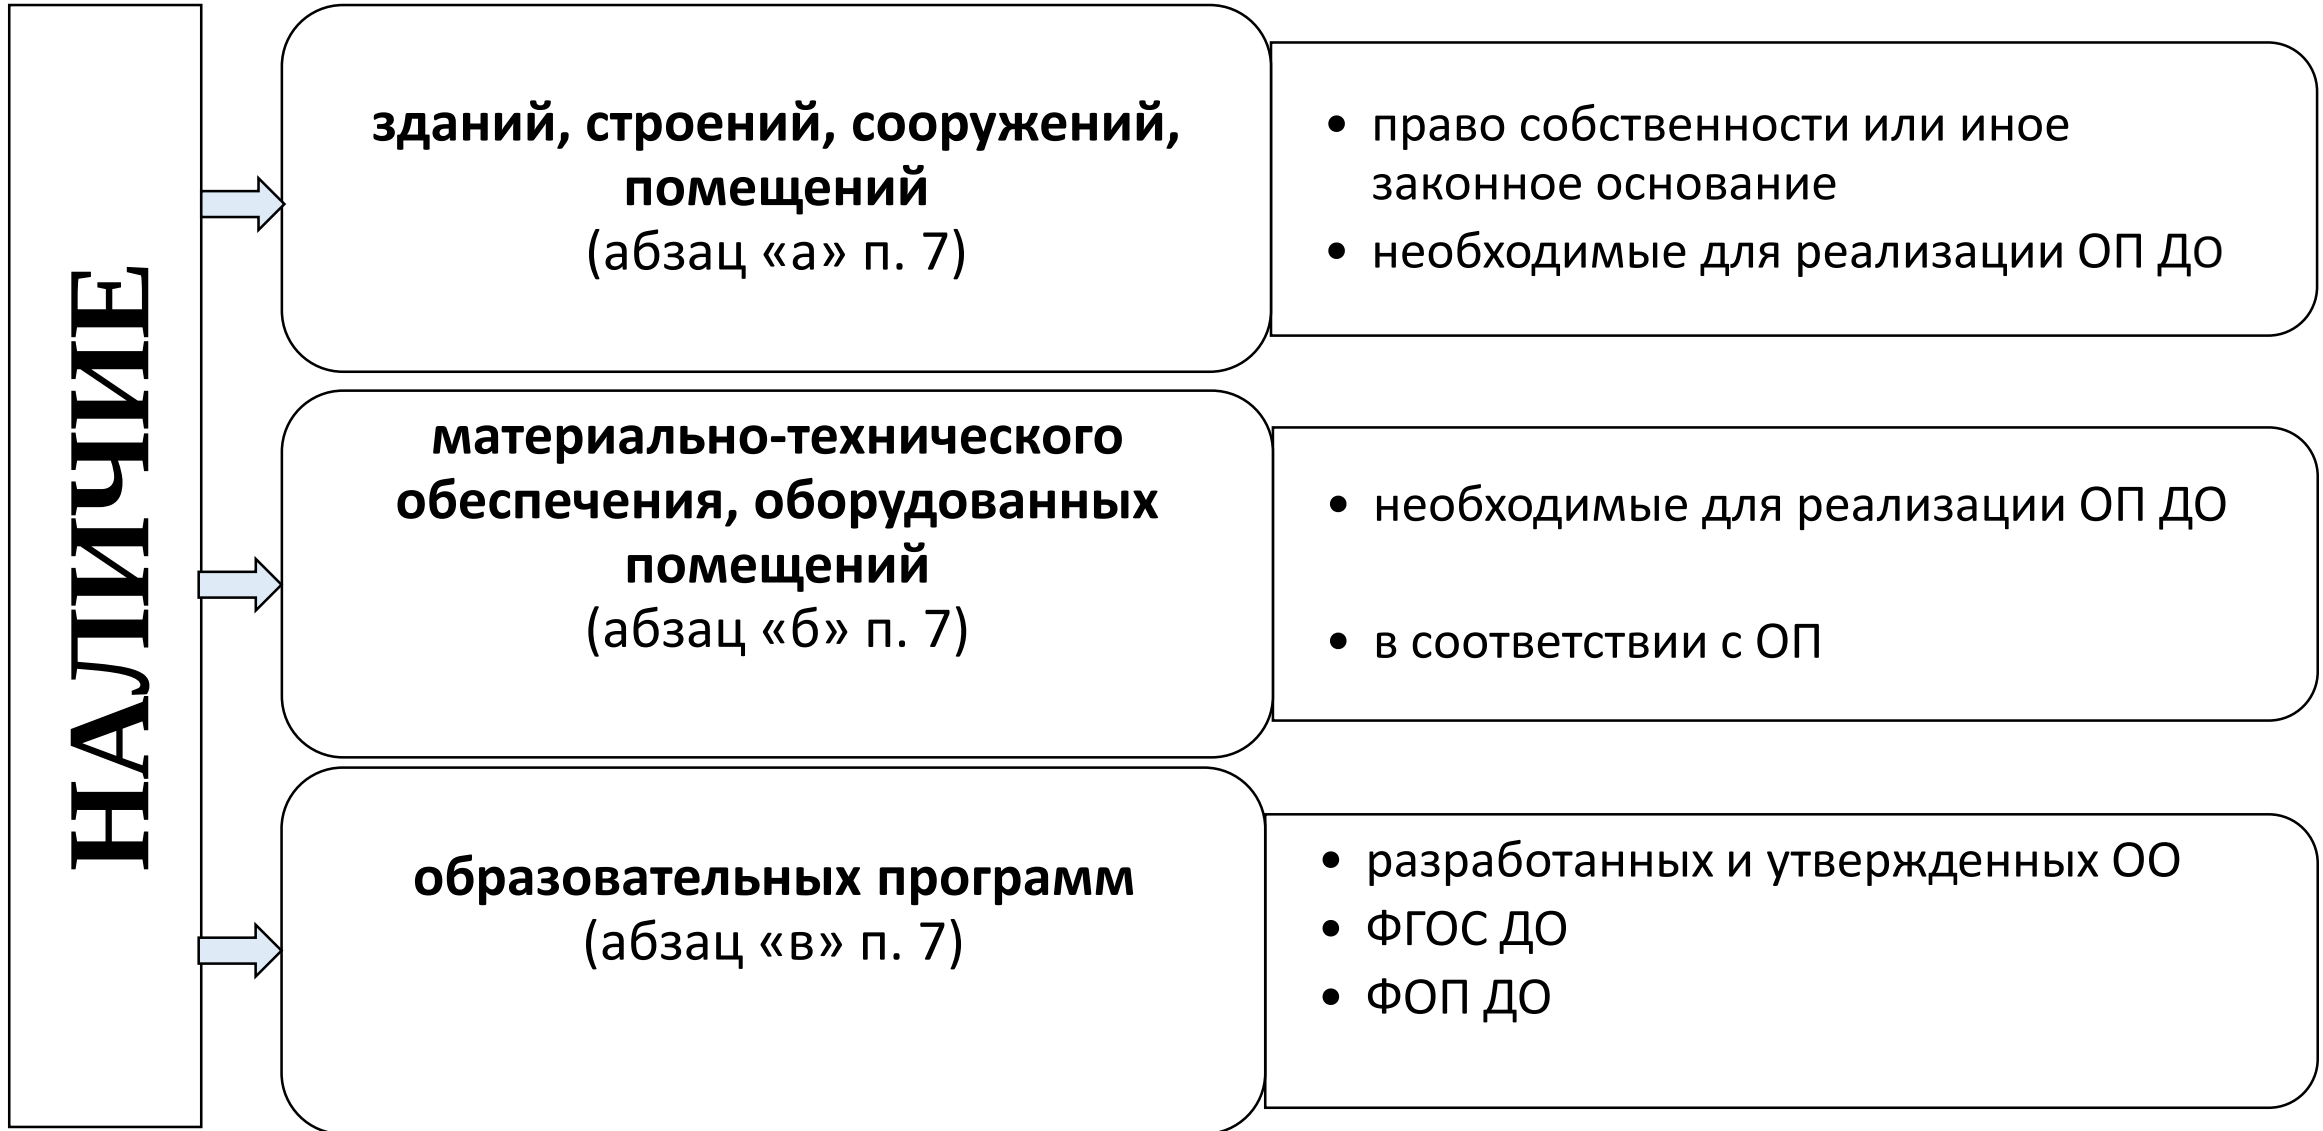 НАЛИЧИЕ
зданий, строений, сооружений,
помещений
(абзац «а» п. 7)
• право собственности или иное
законное основание
• необходимые для реализации ОП ДО
материально-технического
обеспечения, оборудованных
помещений
(абзац «б» п. 7)
• необходимые для реализации ОП ДО
• в соответствии с ОП
образовательных программ
(абзац «в» п. 7)
• разработанных и утвержденных ОО
• ФГОС ДО
• ФОП ДО